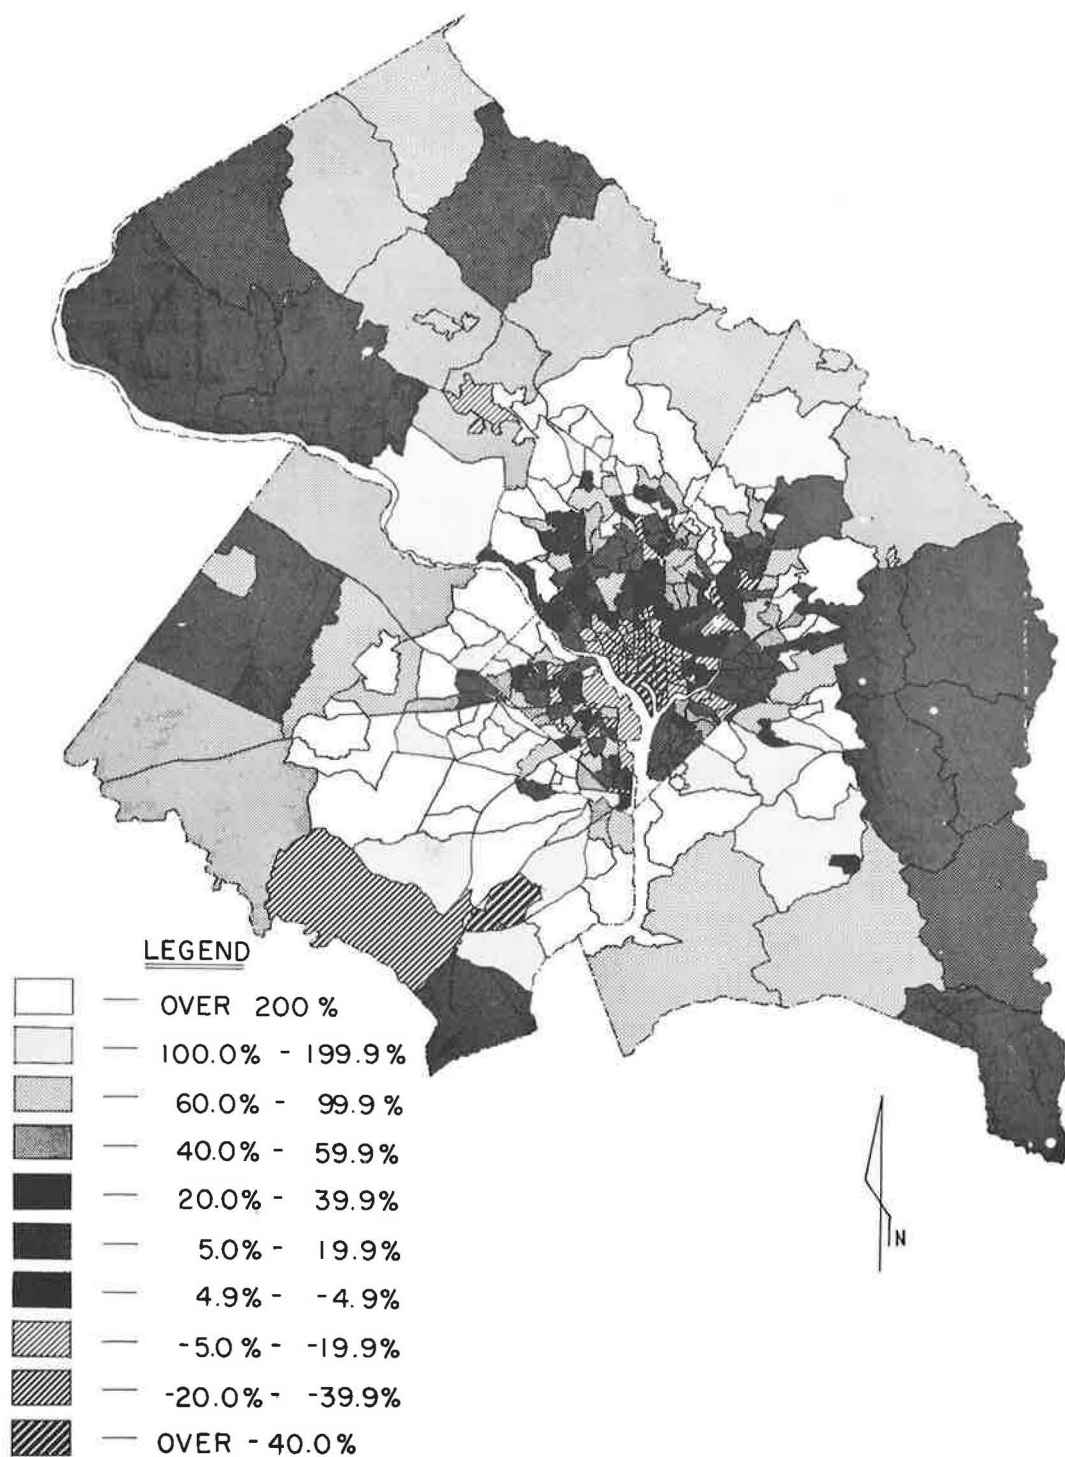 LEGEND
— OVER 200 %
— 100.0% - 199.9%
— 60.0% - 99.9%
— 40.0% - 59.9%
— 20.0% - 39.9%
— 5.0% - 19.9%
— 4.9% - -4.9%
— -5.0% - -19.9%
— -20.0% - -39.9%
— OVER -40.0%
N